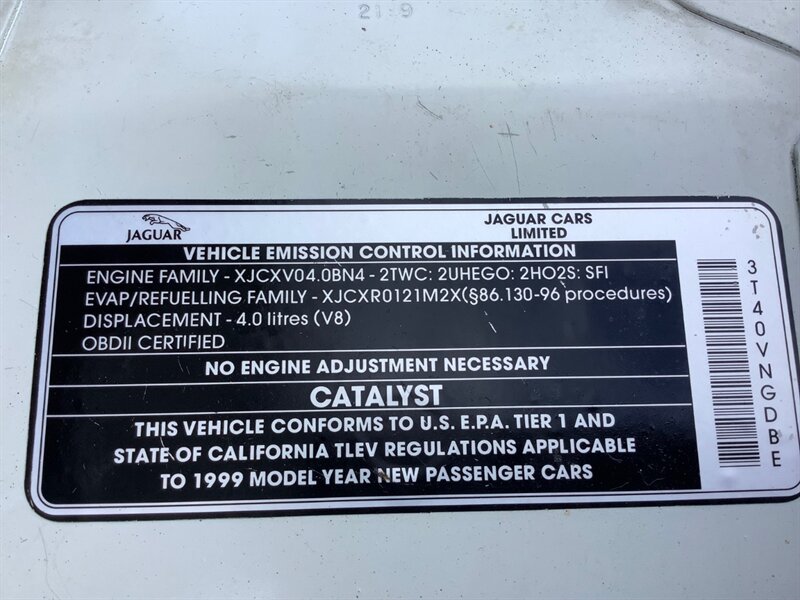 21 9
JAGUAR
JAGUAR CARS
LIMITED
VEHICLE EMISSION CONTROL INFORMATION
ENGINE FAMILY - XJCXV04.0BN4 - 2TWC: 2UHEGO: 2HO2S: SFI
EVAP/REFUELLING FAMILY - XJCXR0121M2X(§86.130-96 procedures)
DISPLACEMENT - 4.0 litres (V8)
OBDII CERTIFIED
NO ENGINE ADJUSTMENT NECESSARY
CATALYST
THIS VEHICLE CONFORMS TO U.S. E.P.A. TIER 1 AND
STATE OF CALIFORNIA TLEV REGULATIONS APPLICABLE
TO 1999 MODEL YEAR NEW PASSENGER CARS
3T40VNGDBE